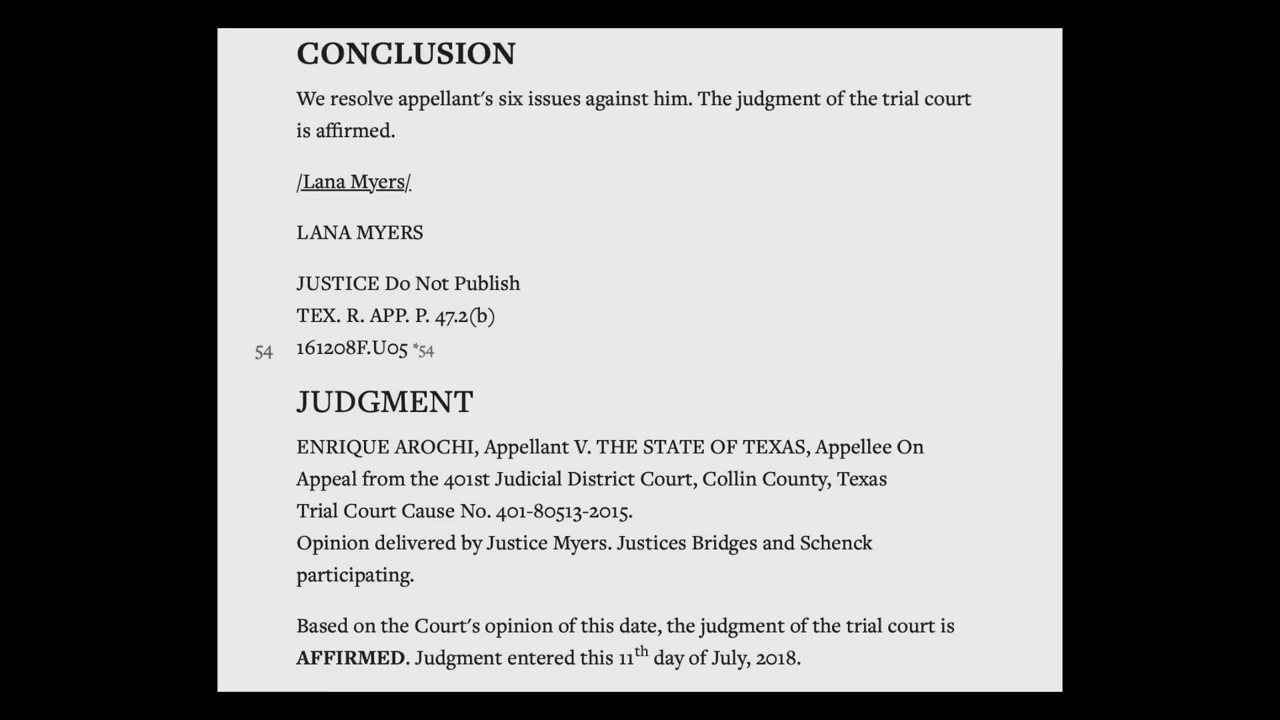 CONCLUSION
We resolve appellant's six issues against him. The judgment of the trial court
is affirmed.
/Lana Myers/
LANA MYERS
JUSTICE Do Not Publish
TEX. R. APP. P. 47.2(b)
54 161208F.U05 *54
JUDGMENT
ENRIQUE AROCHI, Appellant V. THE STATE OF TEXAS, Appellee On
Appeal from the 401st Judicial District Court, Collin County, Texas
Trial Court Cause No. 401-80513-2015.
Opinion delivered by Justice Myers. Justices Bridges and Schenck
participating.
Based on the Court's opinion of this date, the judgment of the trial court is
AFFIRMED. Judgment entered this 11th day of July, 2018.